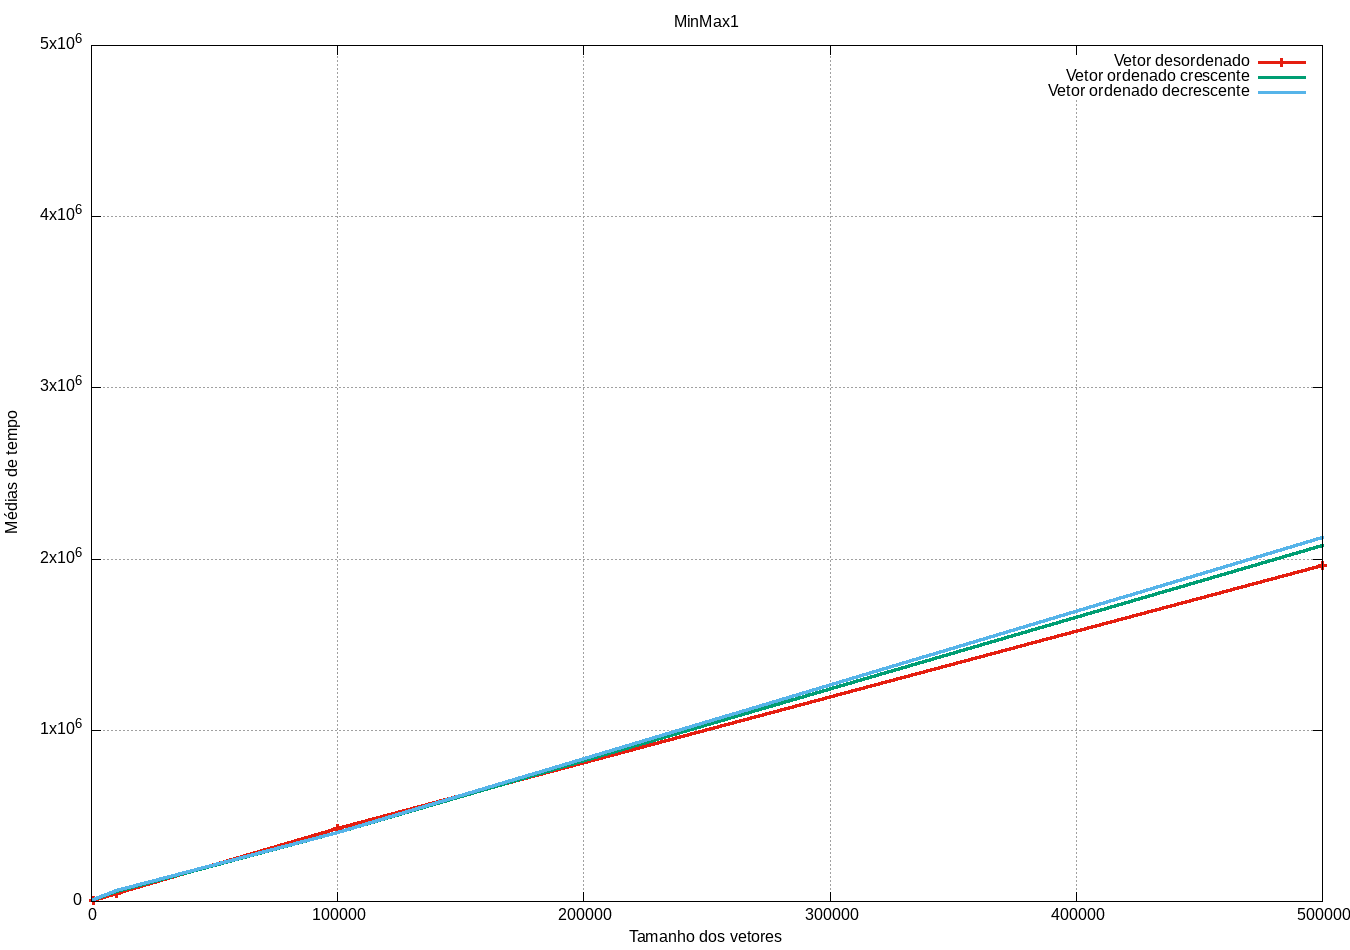 MinMax1
5x10^6
4x10^6
3x10^6
2x10^6
1x10^6
0
Médias de tempo
Vetor desordenado
Vetor ordenado crescente
Vetor ordenado decrescente
0 100000 200000 300000 400000 500000
Tamanho dos vetores